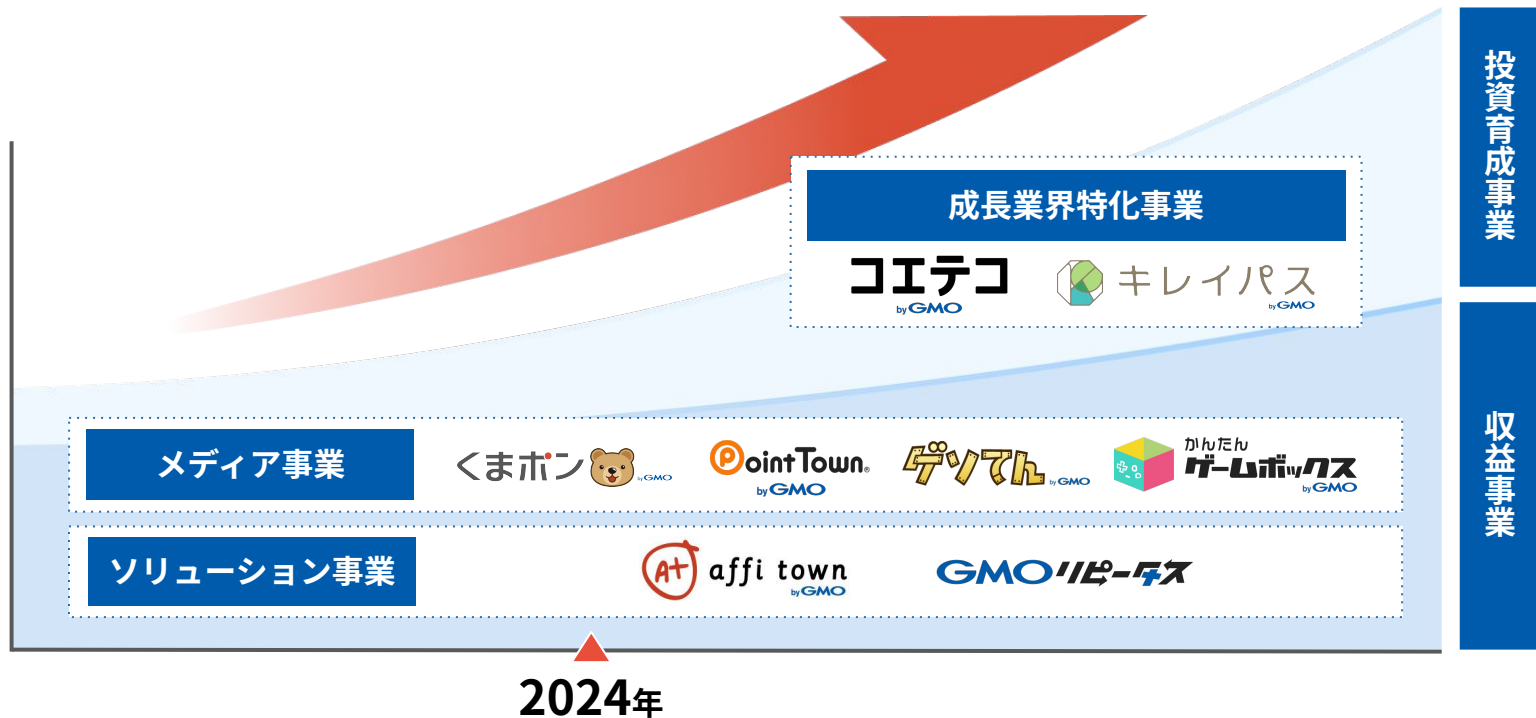 投資育成事業
成長業界特化事業
コエテコ
by GMO
キレイパス
by GMO
収益事業
メディア事業
くまポン
by GMO
PointTown®
by GMO
ゲソてん
by GMO
かんたん
ゲームボックス
by GMO
ソリューション事業
A+
affi town
by GMO
GMOリピータス
2024年